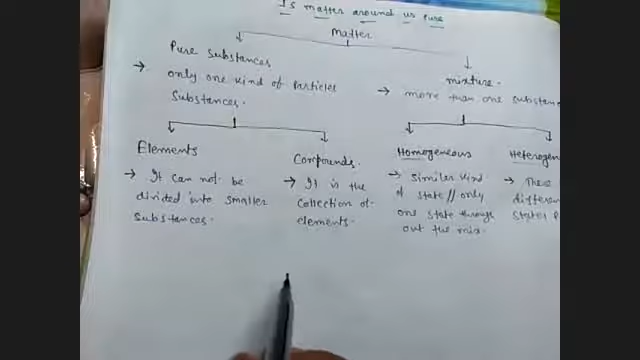 Is matter around us pure
Matter
Pure substances
→ only one kind of particles
substances.
mixture.
→ more than one substan
Elements
→ It can not be
divided into smaller
substances.
Compounds.
→ It is the
collection of
elements.
Homogeneous
→ Similar kind
of state // only
one state through
out the mix.
Heterogen
→ There
differen
states